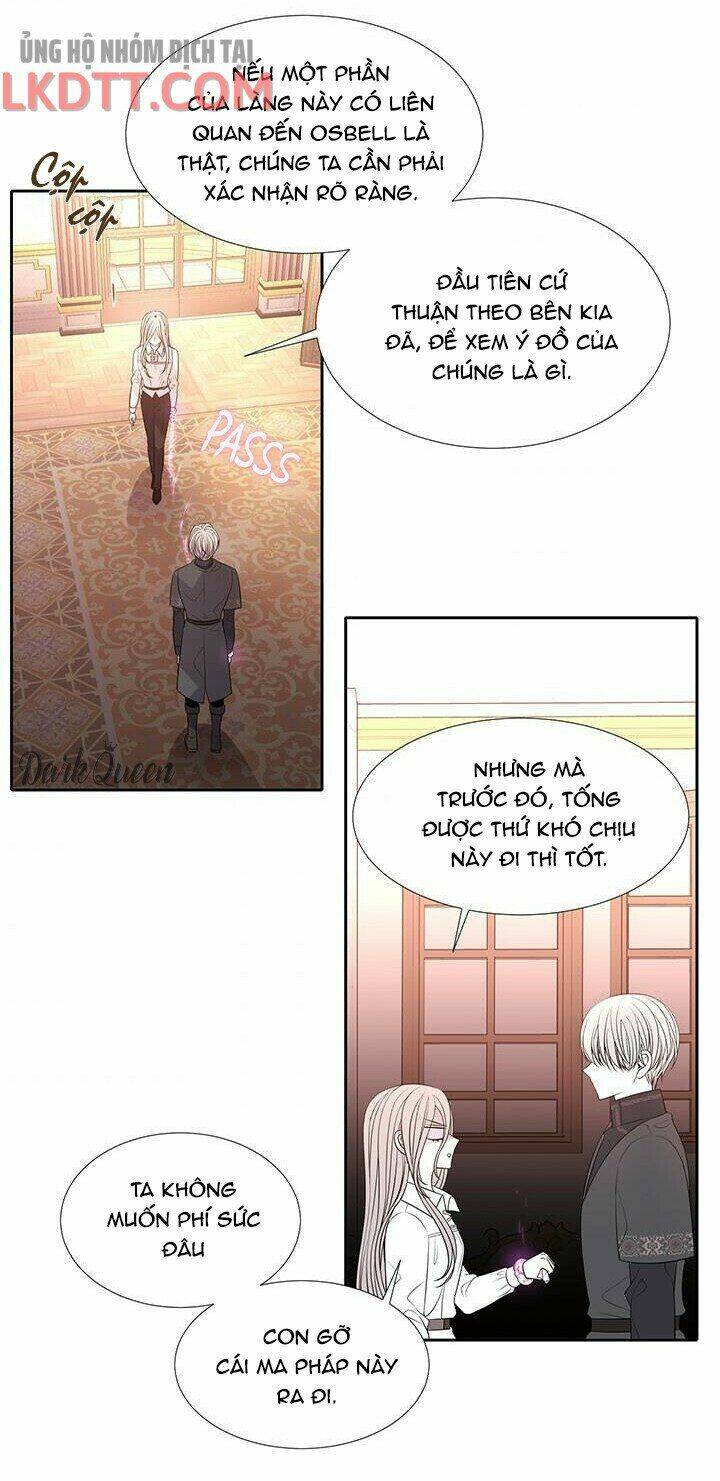 ỦNG HỘ NHÓM DỊCH TẠI
LKDTT.COM
NẾU MỘT PHẦN
CỦA LÀNG NÀY CÓ LIÊN
QUAN ĐẾN OSBELL LÀ
THẬT, CHÚNG TA CẦN PHẢI
XÁC NHẬN RÕ RÀNG.
Cộp
cộp
ĐẦU TIÊN CỨ
THUẬN THEO BÊN KIA
ĐÃ, ĐỂ XEM Ý ĐỒ CỦA
CHÚNG LÀ GÌ.
PASSS
Dark Queen
NHƯNG MÀ
TRƯỚC ĐÓ, TỐNG
ĐƯỢC THỨ KHÓ CHỊU
NÀY ĐI THÌ TỐT.
TA KHÔNG
MUỐN PHÍ SỨC
ĐÂU
CON GỠ
CÁI MA PHÁP NÀY
RA ĐI.